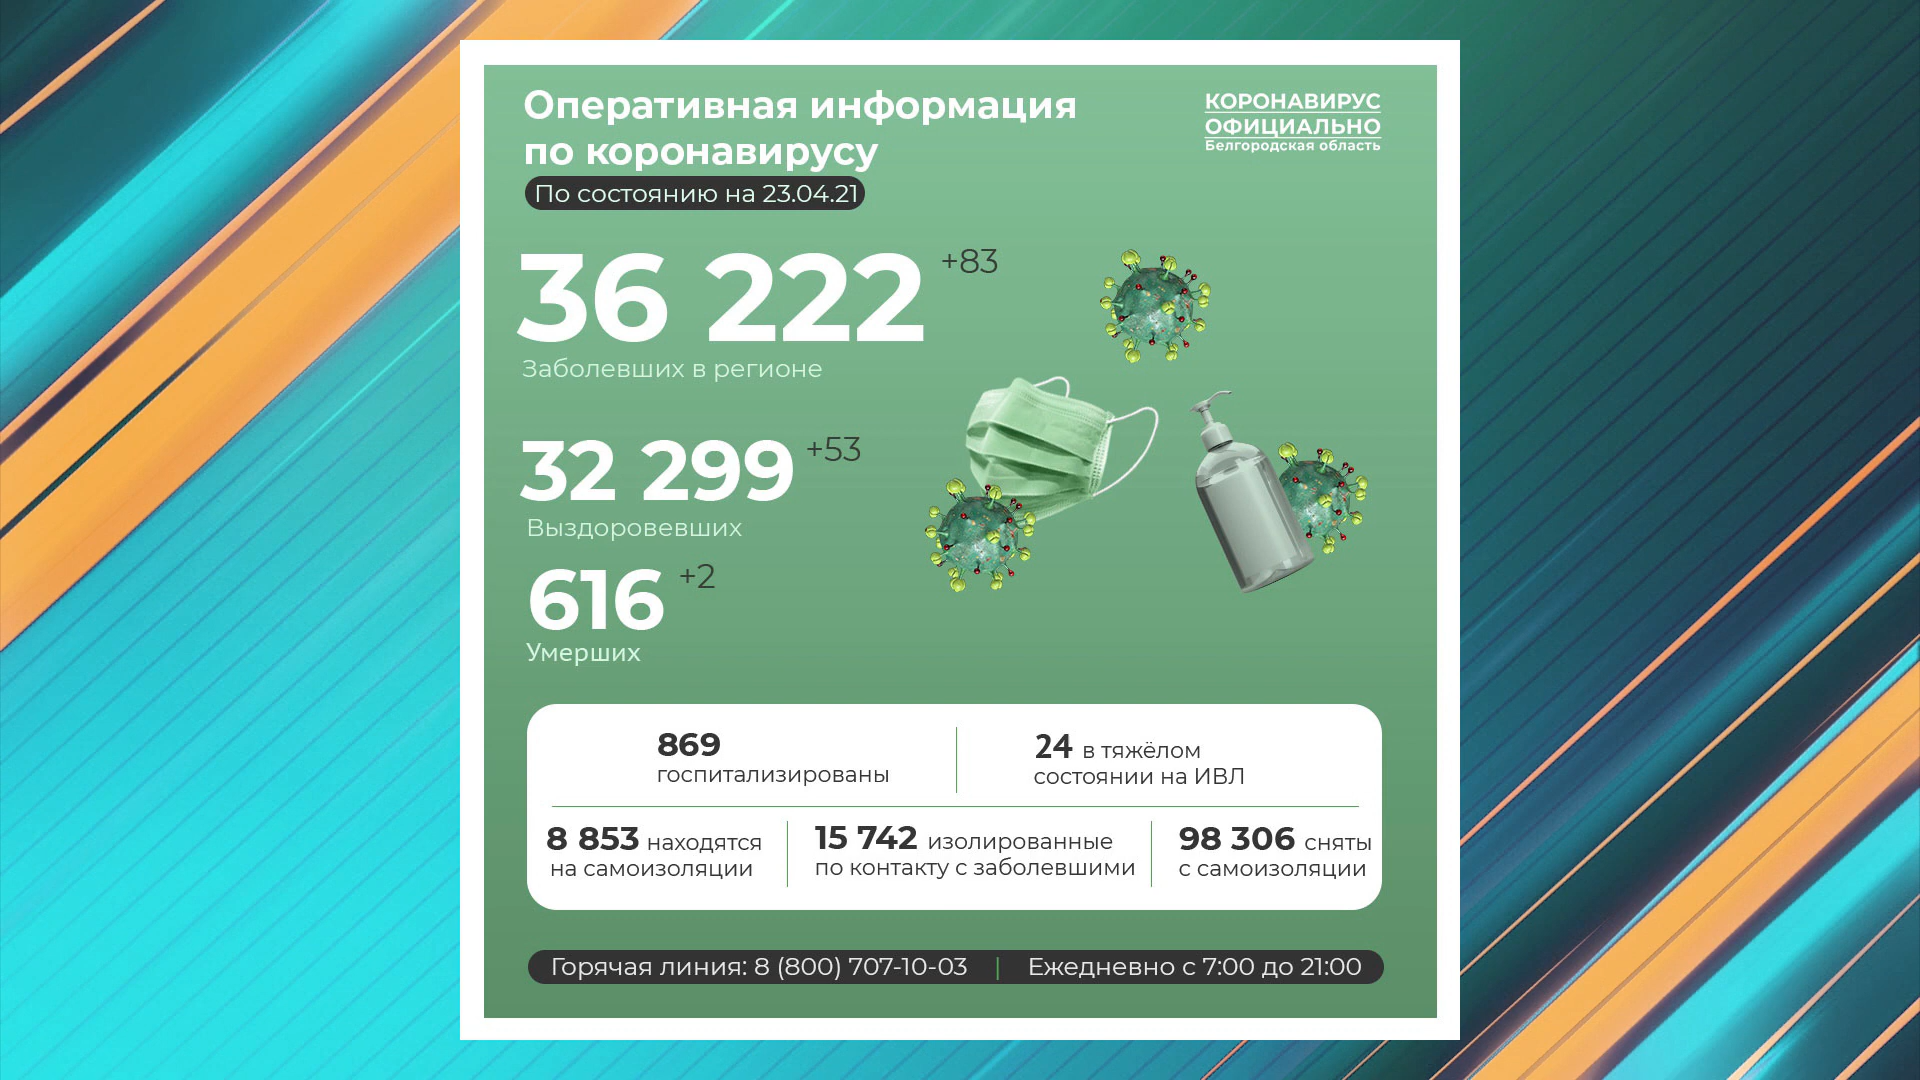 Оперативная информация
по коронавирусу
По состоянию на 23.04.21
КОРОНАВИРУС
ОФИЦИАЛЬНО
Белгородская область
36 222 +83
Заболевших в регионе
32 299 +53
Выздоровевших
616 +2
Умерших
869
госпитализированы
24 в тяжёлом
состоянии на ИВЛ
8 853 находятся
на самоизоляции
15 742 изолированные
по контакту с заболевшими
98 306 сняты
с самоизоляции
Горячая линия: 8 (800) 707-10-03 | Ежедневно с 7:00 до 21:00